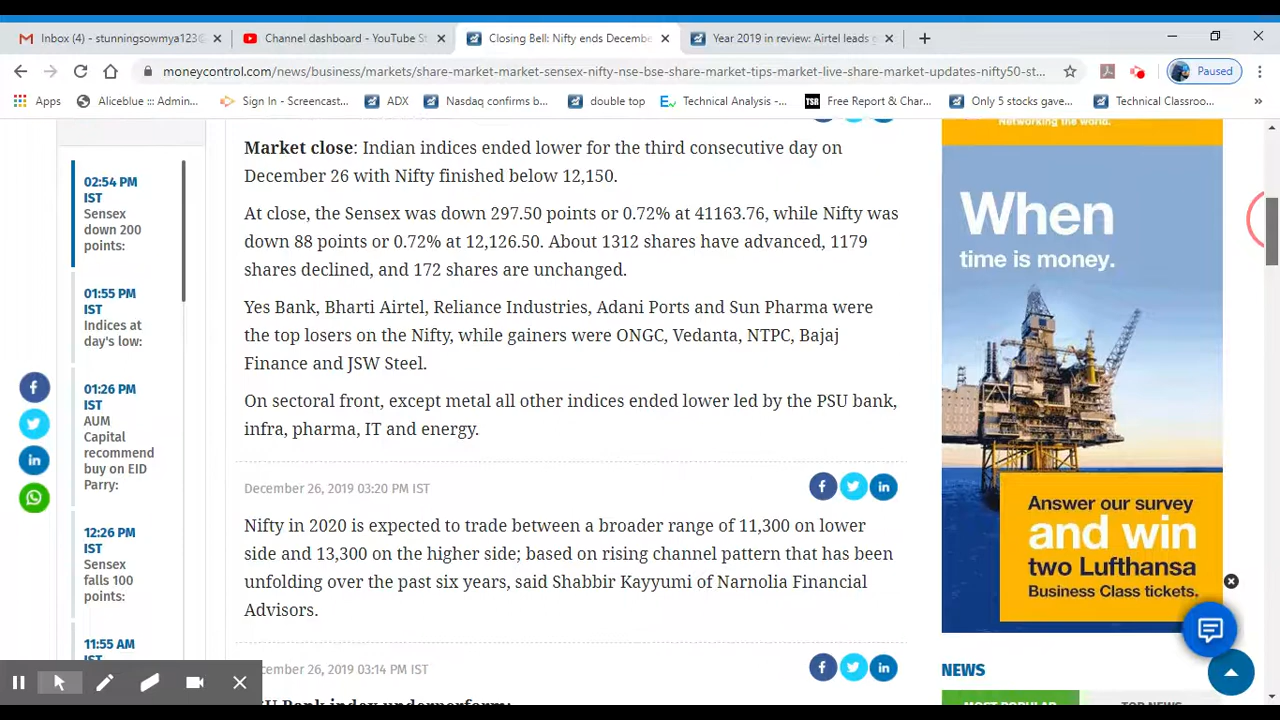 Inbox (4) - stunningsowmya123@
Channel dashboard - YouTube St
Closing Bell: Nifty ends Decembe
Year 2019 in review: Airtel leads g
moneycontrol.com/news/business/markets/share-market-market-sensex-nifty-nse-bse-share-market-tips-market-live-share-market-updates-nifty50-st...
Paused
Apps
Aliceblue ::: Admin...
Sign In - Screencast...
ADX
Nasdaq confirms b...
double top
Technical Analysis -...
TSR
Free Report & Char...
Only 5 stocks gave...
Technical Classroo...
»
02:54 PM
IST
Sensex
down 200
points:
01:55 PM
IST
Indices at
day's low:
01:26 PM
IST
AUM
Capital
recommend
buy on EID
Parry:
12:26 PM
IST
Sensex
falls 100
points:
11:55 AM
IST
Market close: Indian indices ended lower for the third consecutive day on
December 26 with Nifty finished below 12,150.
At close, the Sensex was down 297.50 points or 0.72% at 41163.76, while Nifty was
down 88 points or 0.72% at 12,126.50. About 1312 shares have advanced, 1179
shares declined, and 172 shares are unchanged.
Yes Bank, Bharti Airtel, Reliance Industries, Adani Ports and Sun Pharma were
the top losers on the Nifty, while gainers were ONGC, Vedanta, NTPC, Bajaj
Finance and JSW Steel.
On sectoral front, except metal all other indices ended lower led by the PSU bank,
infra, pharma, IT and energy.
December 26, 2019 03:20 PM IST
Nifty in 2020 is expected to trade between a broader range of 11,300 on lower
side and 13,300 on the higher side; based on rising channel pattern that has been
unfolding over the past six years, said Shabbir Kayyumi of Narnolia Financial
Advisors.
cember 26, 2019 03:14 PM IST
SU Bank index underperform:
Networking the world.
When
time is money.
Answer our survey
and win
two Lufthansa
Business Class tickets.
NEWS
MOST POPULAR
TOP NEWS